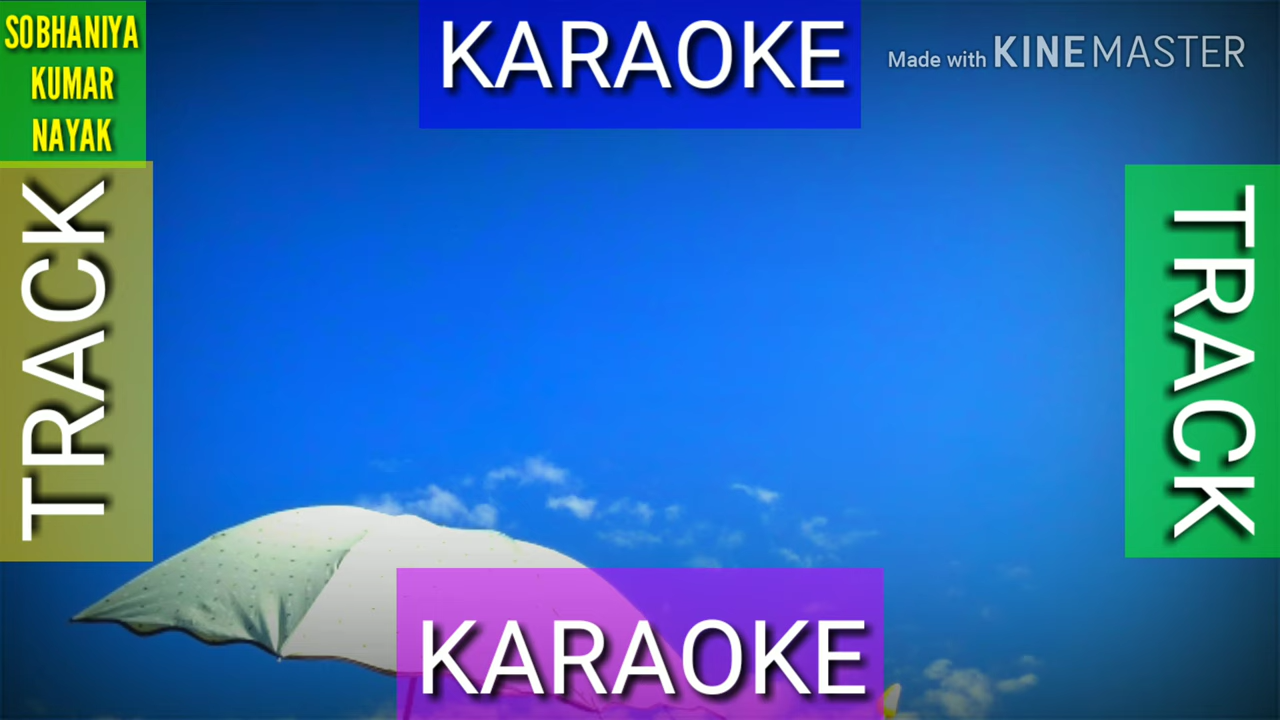 SOBHANIYA
KUMAR
NAYAK
KARAOKE
Made with KINEMASTER
TRACK
TRACK
KARAOKE